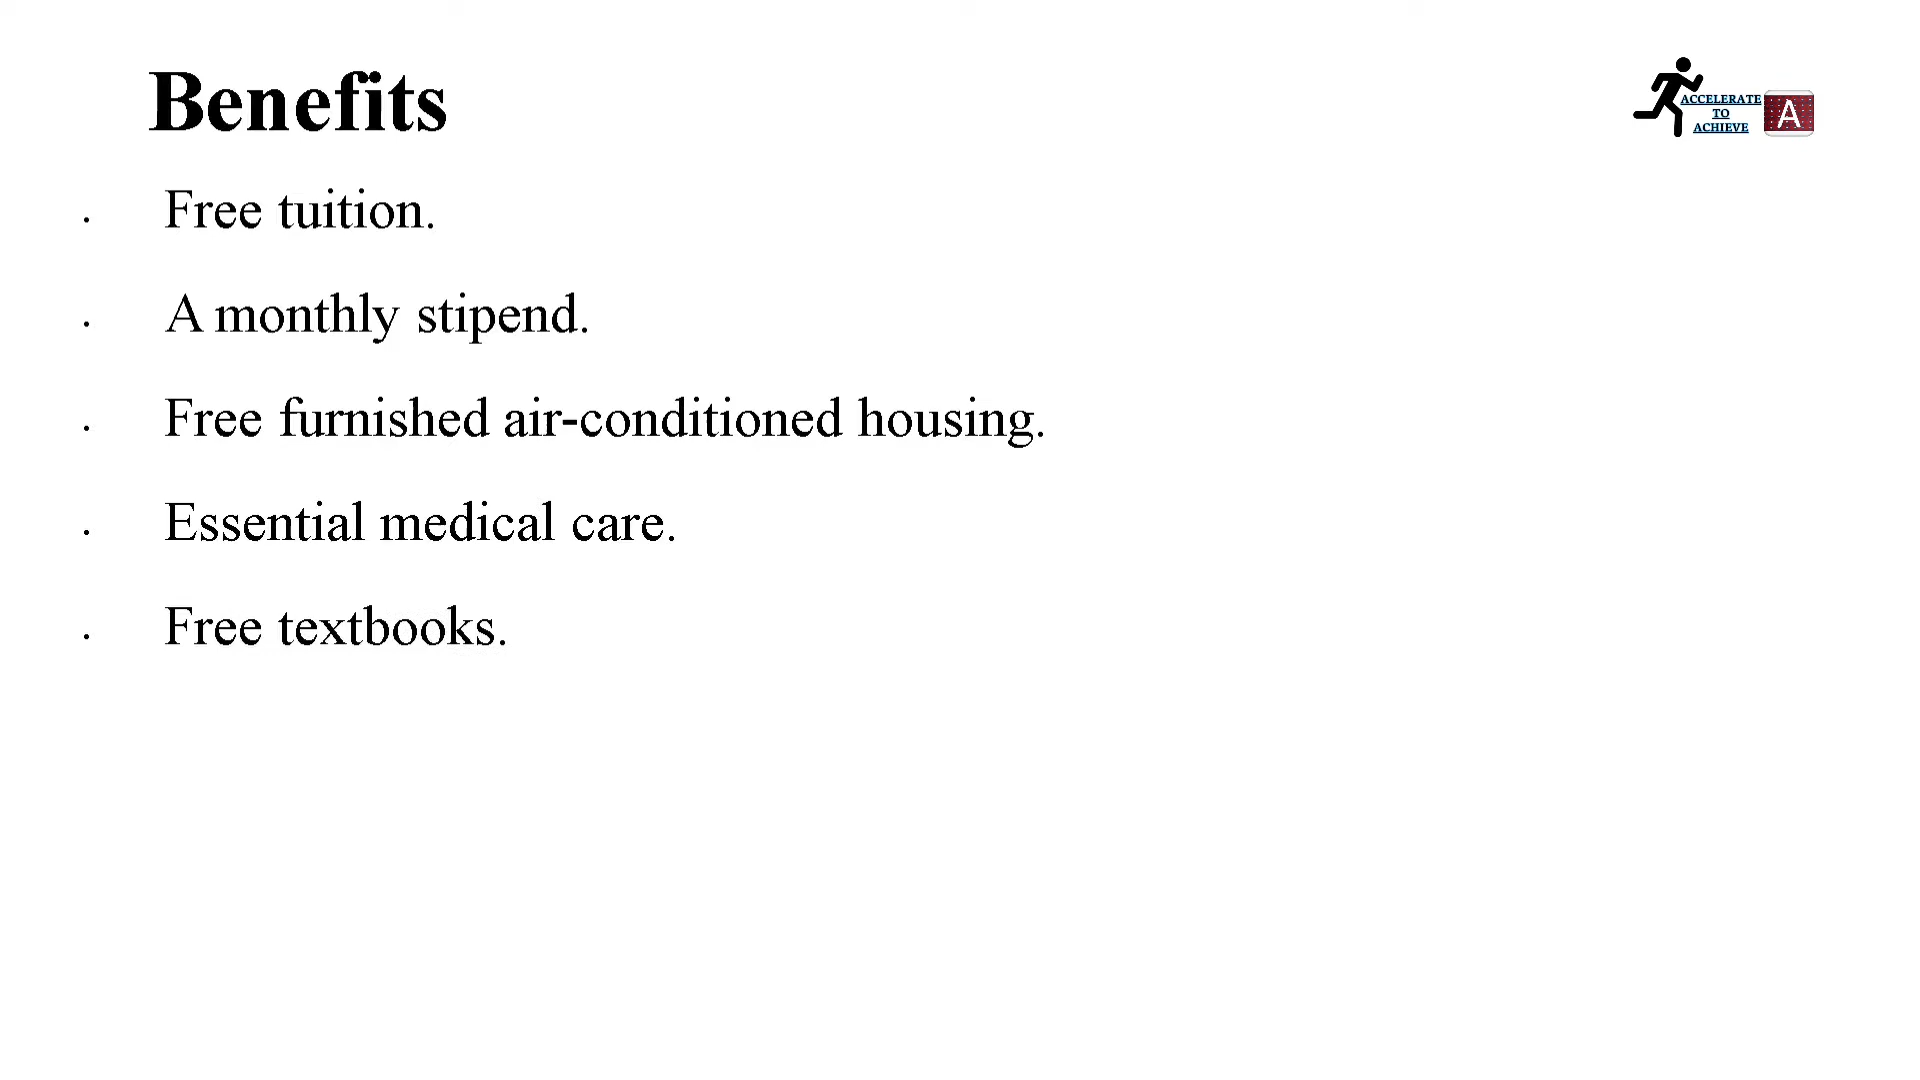 Benefits
ACCELERATE
TO
ACHIEVE
A
· Free tuition.
· A monthly stipend.
· Free furnished air-conditioned housing.
· Essential medical care.
· Free textbooks.